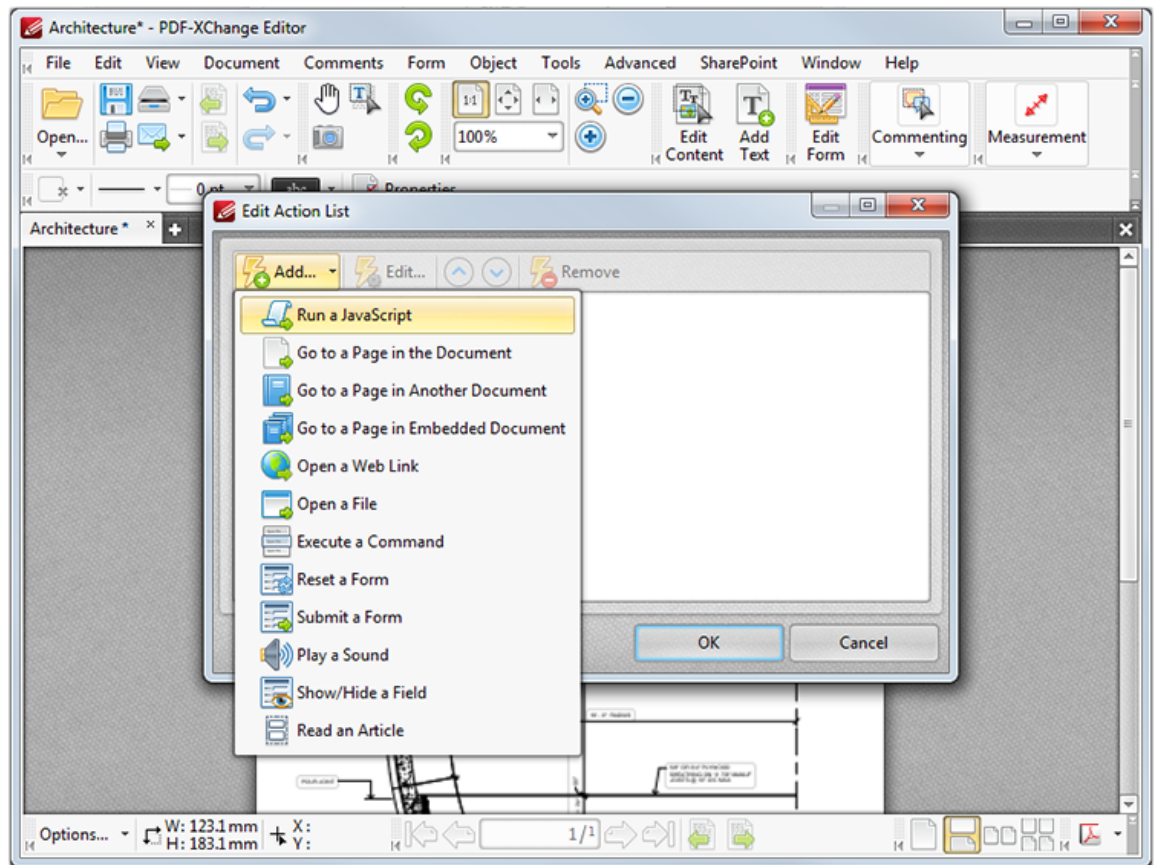 Architecture* - PDF-XChange Editor
File Edit View Document Comments Form Object Tools Advanced SharePoint Window Help
Open...
100%
Edit Content
Add Text
Edit Form
Commenting
Measurement
0 pt
abc
Properties
Architecture *
Edit Action List
Add... Edit... Remove
Run a JavaScript
Go to a Page in the Document
Go to a Page in Another Document
Go to a Page in Embedded Document
Open a Web Link
Open a File
Execute a Command
Reset a Form
Submit a Form
Play a Sound
Show/Hide a Field
Read an Article
OK Cancel
Options...
W: 123.1 mm
H: 183.1 mm
X:
Y:
1/1